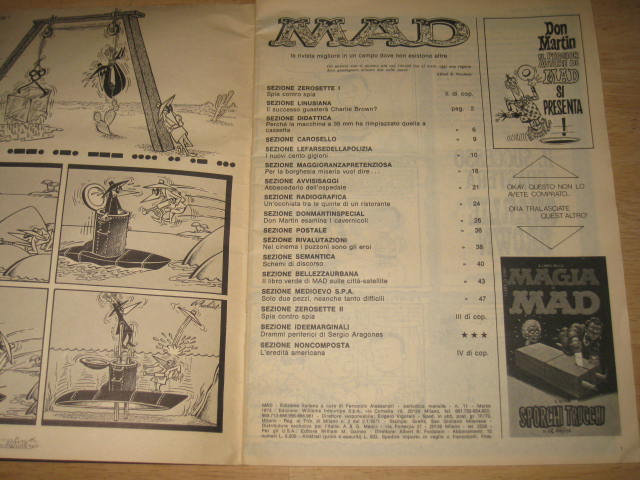 MAD
la rivista migliore in un campo dove non esistono altre
Alfred E. Neuman
SEZIONE ZEROSETTE I
Spia contro spia II di cop.
SEZIONE LINUSIANA
Il successo guasterà Charlie Brown? pag. 2
SEZIONE DIDATTICA
Perché la macchina a 35 mm ha rimpiazzato quella a
cassetta » 6
SEZIONE CAROSELLO » 9
SEZIONE LEFARSEDELLAPOLIZIA
I nuovi cento gigioni » 10
SEZIONE MAGGIORANZAPRETENZIOSA
Per la borghesia miseria vuol dire . . . » 18
SEZIONE AVVISIBAGGI
Abbecedario dell'ospedale » 21
SEZIONE RADIOGRAFICA
Un'occhiata tra le quinte di un ristorante » 24
SEZIONE DONMARTINSPECIAL
Don Martin esamina i cavernicoli » 26
SEZIONE POSTALE » 36
SEZIONE RIVALUTAZIONI
Nel cinema i puzzoni sono gli eroi » 38
SEZIONE SEMANTICA
Schemi di discorso » 40
SEZIONE BELLEZZAURBANA
Il libro verde di MAD sulle città-satellite » 43
SEZIONE MEDIOEVO S.P.A.
Solo due pezzi, neanche tanto difficili » 47
SEZIONE ZEROSETTE II
Spia contro spia III di cop.
SEZIONE IDEEMARGINALI
Drammi periferici di Sergio Aragones ★★★
SEZIONE NONCOMPOSTA
L'eredità americana IV di cop.
Don
Martin
MAD
SI
PRESENTA
!
OKAY, QUESTO NON LO
AVETE COMPRATO...
ORA TRALASCIATE
QUEST'ALTRO!
MAGIA
MAD
SPORCHI TRUCCHI